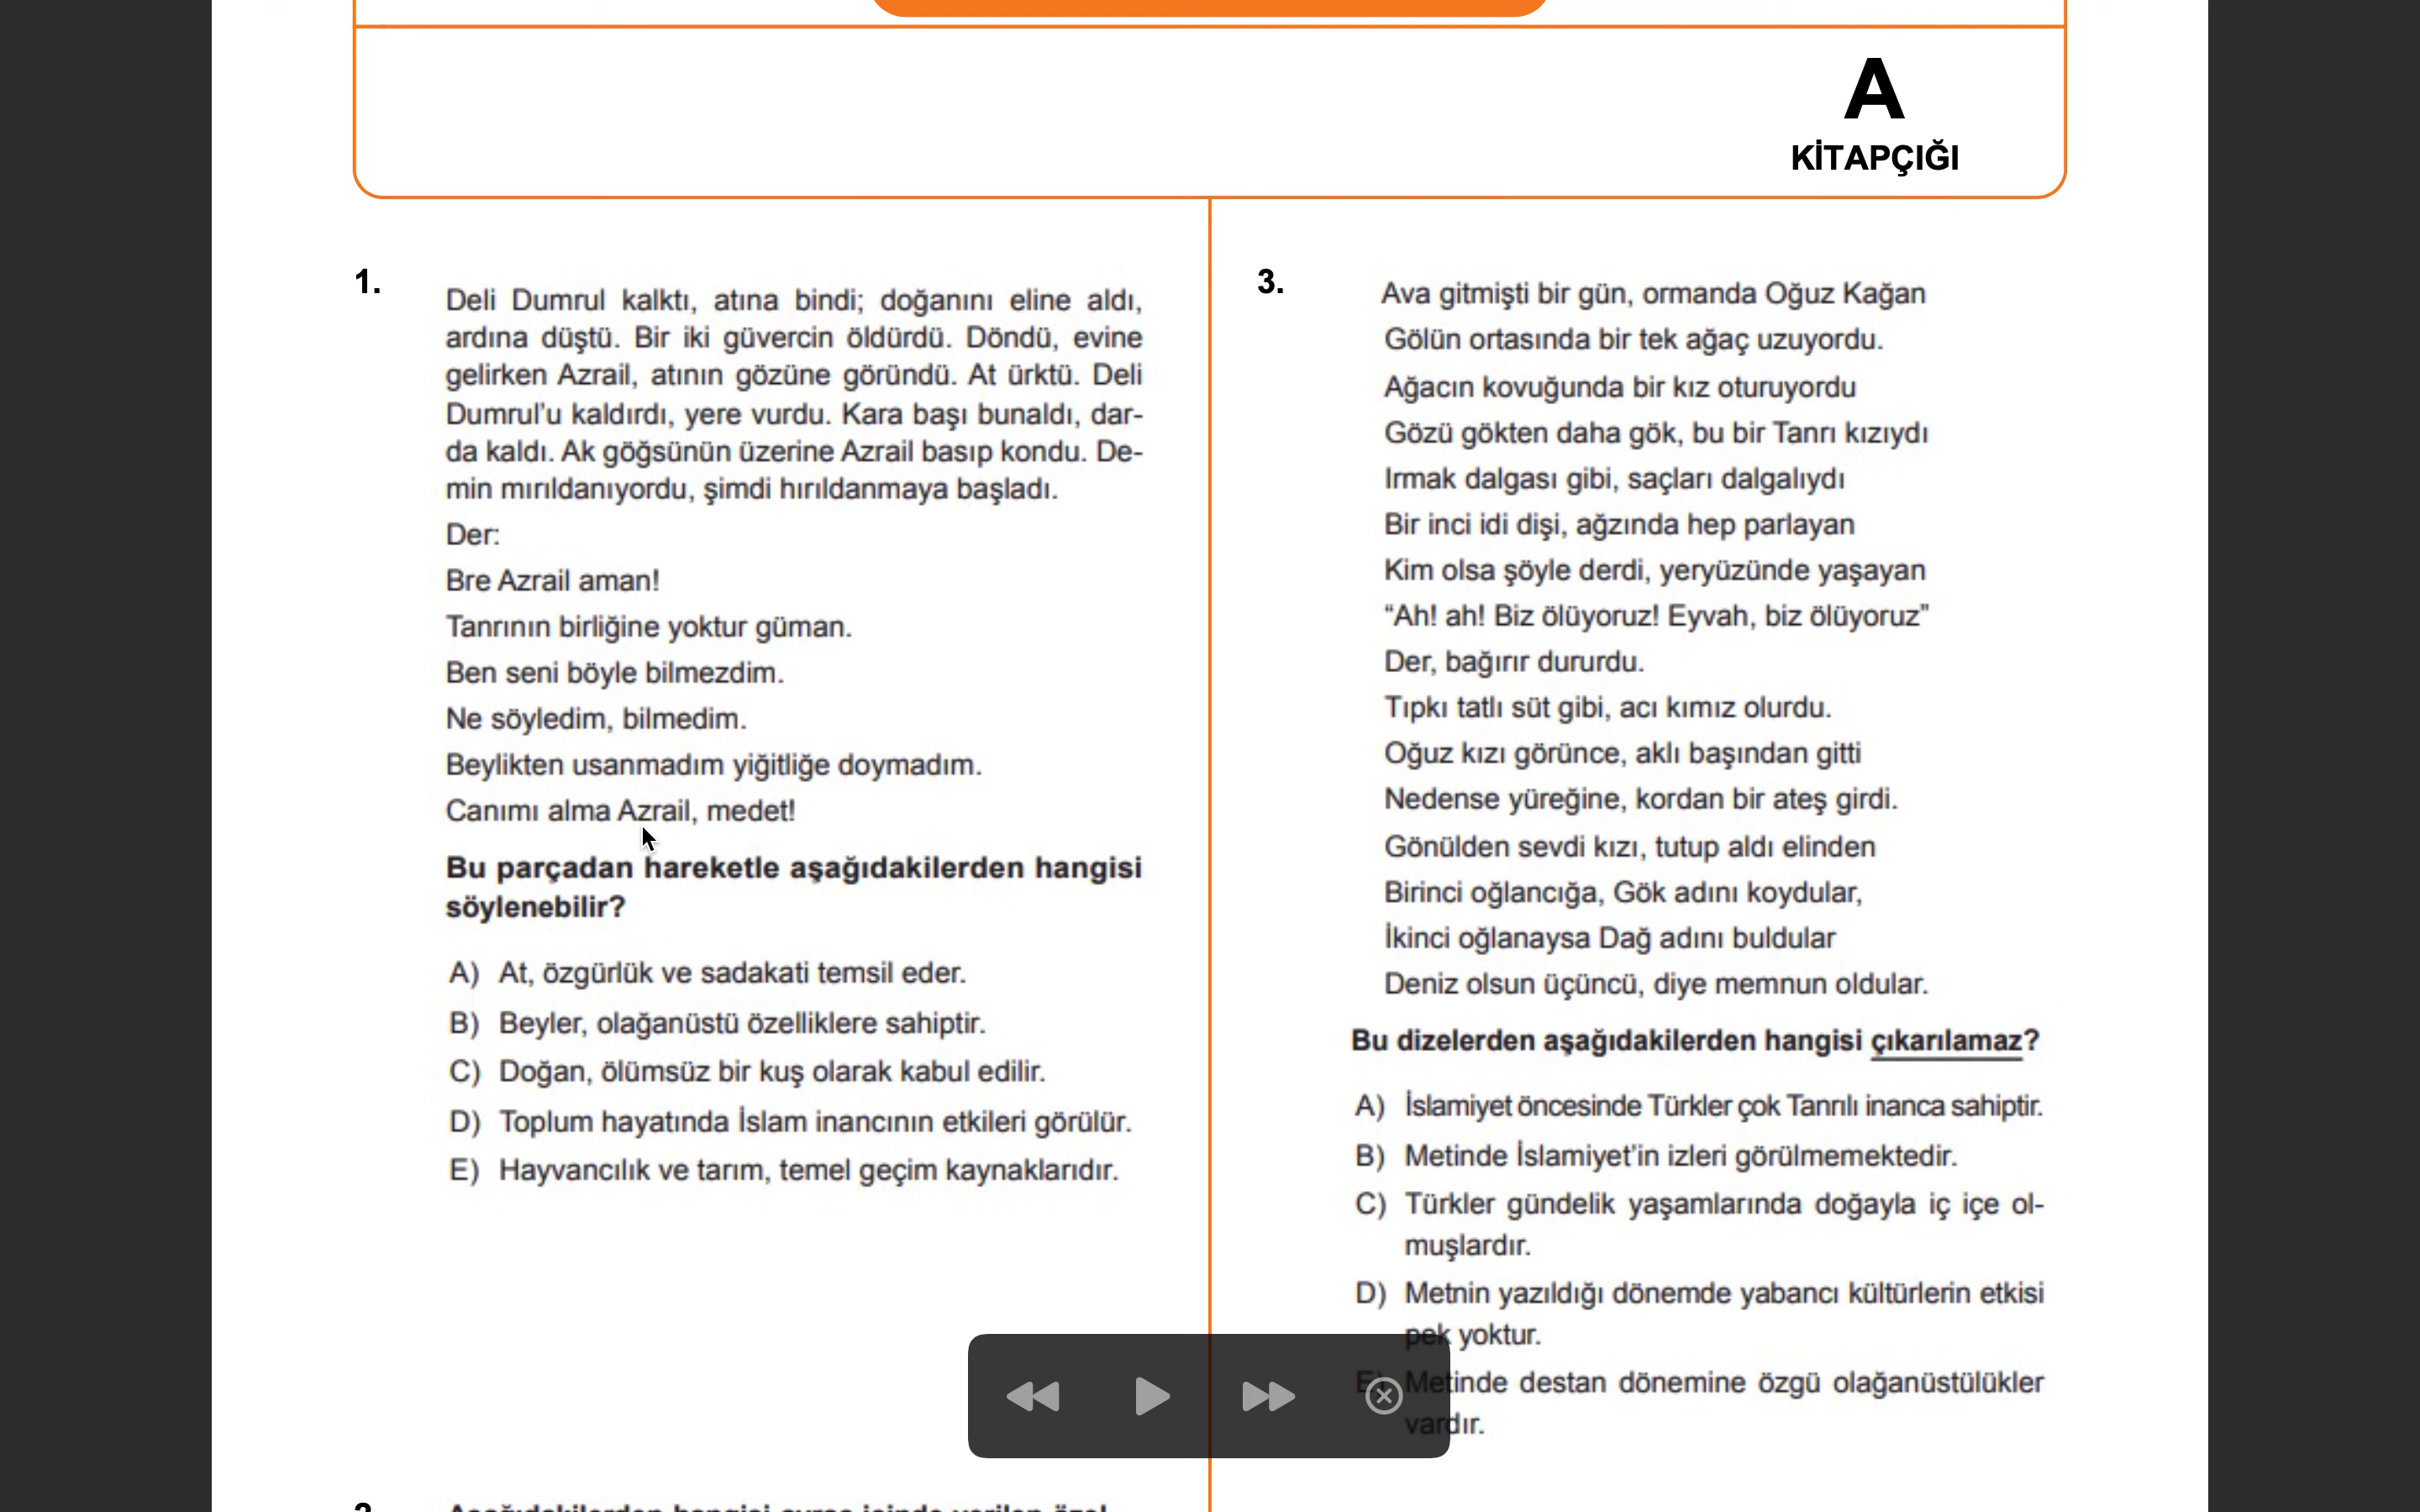 A
KİTAPÇIĞI
1.
Deli Dumrul kalktı, atına bindi; doğanını eline aldı,
ardına düştü. Bir iki güvercin öldürdü. Döndü, evine
gelirken Azrail, atının gözüne göründü. At ürktü. Deli
Dumrul’u kaldırdı, yere vurdu. Kara başı bunaldı, dar-
da kaldı. Ak göğsünün üzerine Azrail basıp kondu. De-
min mırıldanıyordu, şimdi hırıldanmaya başladı.
Der:
Bre Azrail aman!
Tanrının birliğine yoktur güman.
Ben seni böyle bilmezdim.
Ne söyledim, bilmedim.
Beylikten usanmadım yiğitliğe doymadım.
Canımı alma Azrail, medet!
Bu parçadan hareketle aşağıdakilerden hangisi
söylenebilir?
A) At, özgürlük ve sadakati temsil eder.
B) Beyler, olağanüstü özelliklere sahiptir.
C) Doğan, ölümsüz bir kuş olarak kabul edilir.
D) Toplum hayatında İslam inancının etkileri görülür.
E) Hayvancılık ve tarım, temel geçim kaynaklarıdır.
3.
Ava gitmişti bir gün, ormanda Oğuz Kağan
Gölün ortasında bir tek ağaç uzuyordu.
Ağacın kovuğunda bir kız oturuyordu
Gözü gökten daha gök, bu bir Tanrı kızıydı
Irmak dalgası gibi, saçları dalgalıydı
Bir inci idi dişi, ağzında hep parlayan
Kim olsa şöyle derdi, yeryüzünde yaşayan
“Ah! ah! Biz ölüyoruz! Eyvah, biz ölüyoruz”
Der, bağırır dururdu.
Tıpkı tatlı süt gibi, acı kımız olurdu.
Oğuz kızı görünce, aklı başından gitti
Nedense yüreğine, kordan bir ateş girdi.
Gönülden sevdi kızı, tutup aldı elinden
Birinci oğlancığa, Gök adını koydular,
İkinci oğlanaysa Dağ adını buldular
Deniz olsun üçüncü, diye memnun oldular.
Bu dizelerden aşağıdakilerden hangisi çıkarılamaz?
A) İslamiyet öncesinde Türkler çok Tanrılı inanca sahiptir.
B) Metinde İslamiyet’in izleri görülmemektedir.
C) Türkler gündelik yaşamlarında doğayla iç içe ol-
muşlardır.
D) Metnin yazıldığı dönemde yabancı kültürlerin etkisi
pek yoktur.
E) Metinde destan dönemine özgü olağanüstülükler
vardır.